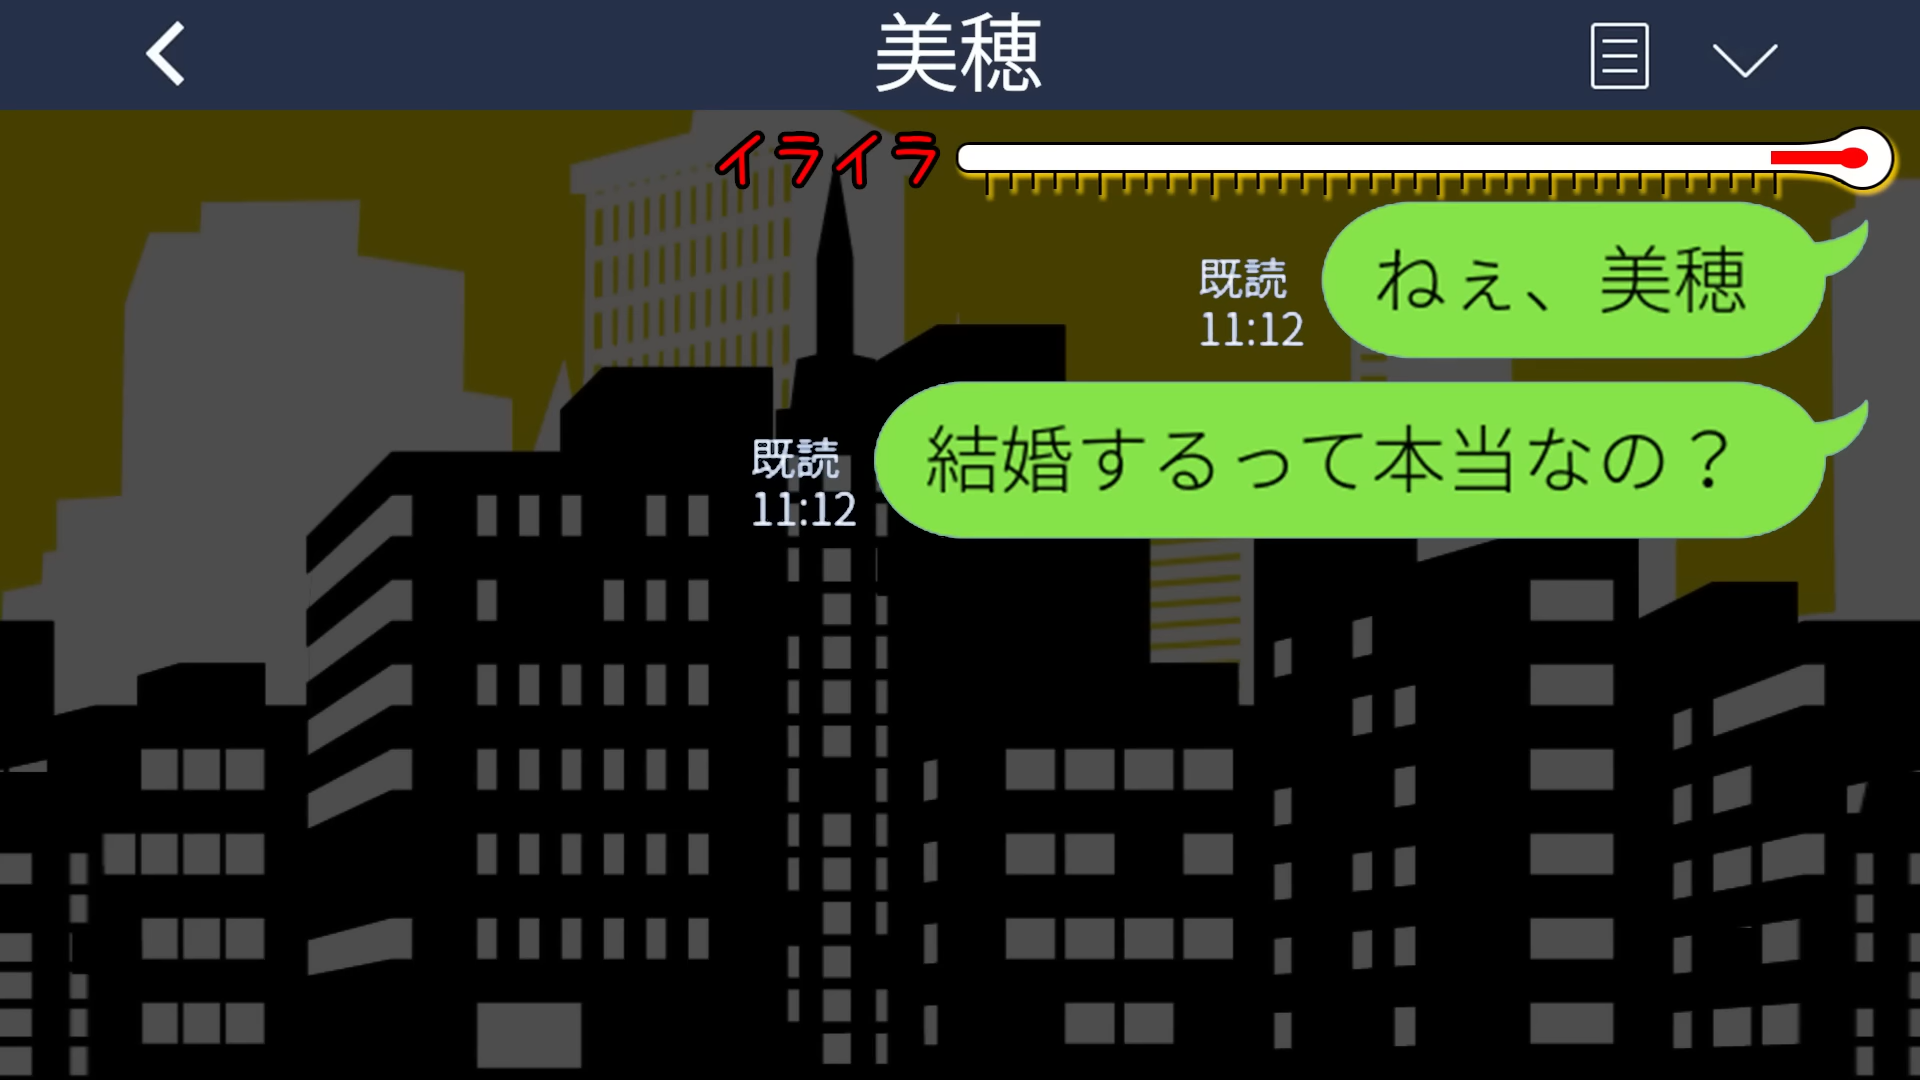 美穂
イライラ
ねぇ、美穂
既読
11:12
結婚するって本当なの？
既読
11:12